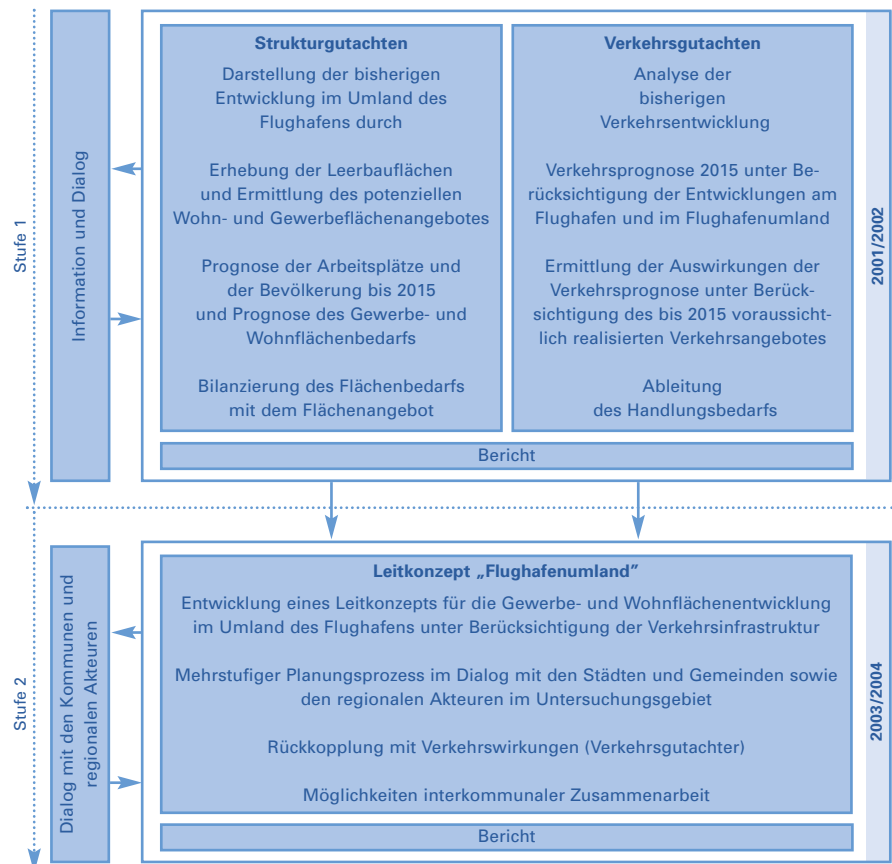 Stufe 1
Information und Dialog
Strukturgutachten
Darstellung der bisherigen
Entwicklung im Umland des
Flughafens durch
Erhebung der Leerbauflächen
und Ermittlung des potenziellen
Wohn- und Gewerbeflächenangebotes
Prognose der Arbeitsplätze und
der Bevölkerung bis 2015
und Prognose des Gewerbe- und
Wohnflächenbedarfs
Bilanzierung des Flächenbedarfs
mit dem Flächenangebot
Verkehrsgutachten
Analyse der
bisherigen
Verkehrsentwicklung
Verkehrsprognose 2015 unter Be-
rücksichtigung der Entwicklungen am
Flughafen und im Flughafenumland
Ermittlung der Auswirkungen der
Verkehrsprognose unter Berück-
sichtigung des bis 2015 voraussicht-
lich realisierten Verkehrsangebotes
Ableitung
des Handlungsbedarfs
Bericht
2001/2002
Stufe 2
Dialog mit den Kommunen und
regionalen Akteuren
Leitkonzept „Flughafenumland”
Entwicklung eines Leitkonzepts für die Gewerbe- und Wohnflächenentwicklung
im Umland des Flughafens unter Berücksichtigung der Verkehrsinfrastruktur
Mehrstufiger Planungsprozess im Dialog mit den Städten und Gemeinden sowie
den regionalen Akteuren im Untersuchungsgebiet
Rückkopplung mit Verkehrswirkungen (Verkehrsgutachter)
Möglichkeiten interkommunaler Zusammenarbeit
Bericht
2003/2004